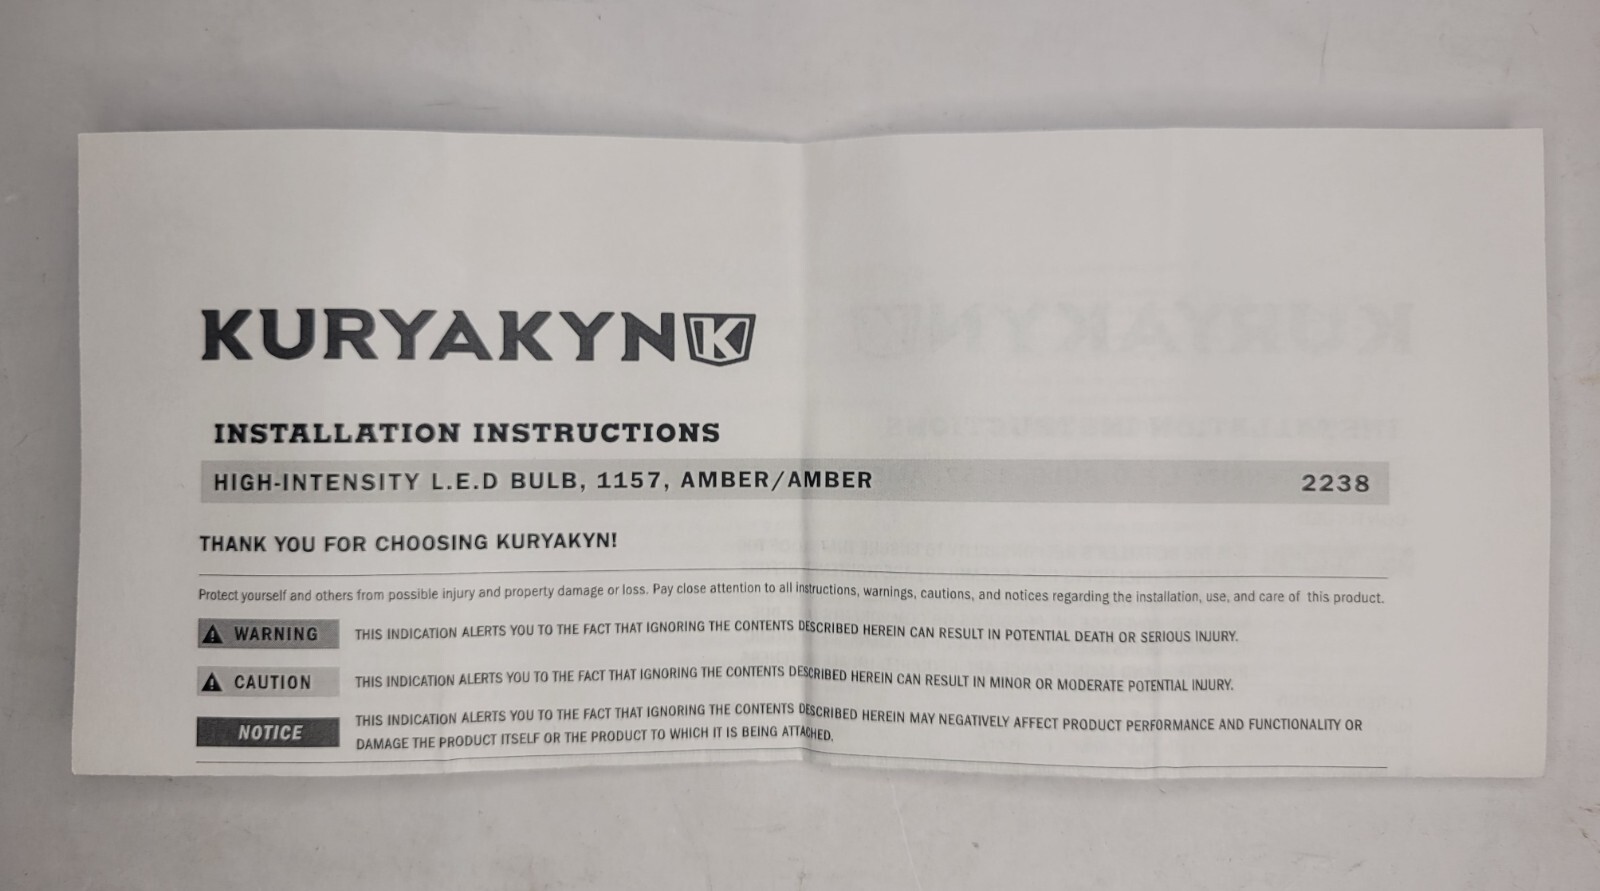 KURYAKYN K
INSTALLATION INSTRUCTIONS
HIGH-INTENSITY L.E.D BULB, 1157, AMBER/AMBER 2238
THANK YOU FOR CHOOSING KURYAKYN!
Protect yourself and others from possible injury and property damage or loss. Pay close attention to all instructions, warnings, cautions, and notices regarding the installation, use, and care of this product.
WARNING THIS INDICATION ALERTS YOU TO THE FACT THAT IGNORING THE CONTENTS DESCRIBED HEREIN CAN RESULT IN POTENTIAL DEATH OR SERIOUS INJURY.
CAUTION THIS INDICATION ALERTS YOU TO THE FACT THAT IGNORING THE CONTENTS DESCRIBED HEREIN CAN RESULT IN MINOR OR MODERATE POTENTIAL INJURY.
NOTICE THIS INDICATION ALERTS YOU TO THE FACT THAT IGNORING THE CONTENTS DESCRIBED HEREIN MAY NEGATIVELY AFFECT PRODUCT PERFORMANCE AND FUNCTIONALITY OR
DAMAGE THE PRODUCT ITSELF OR THE PRODUCT TO WHICH IT IS BEING ATTACHED.